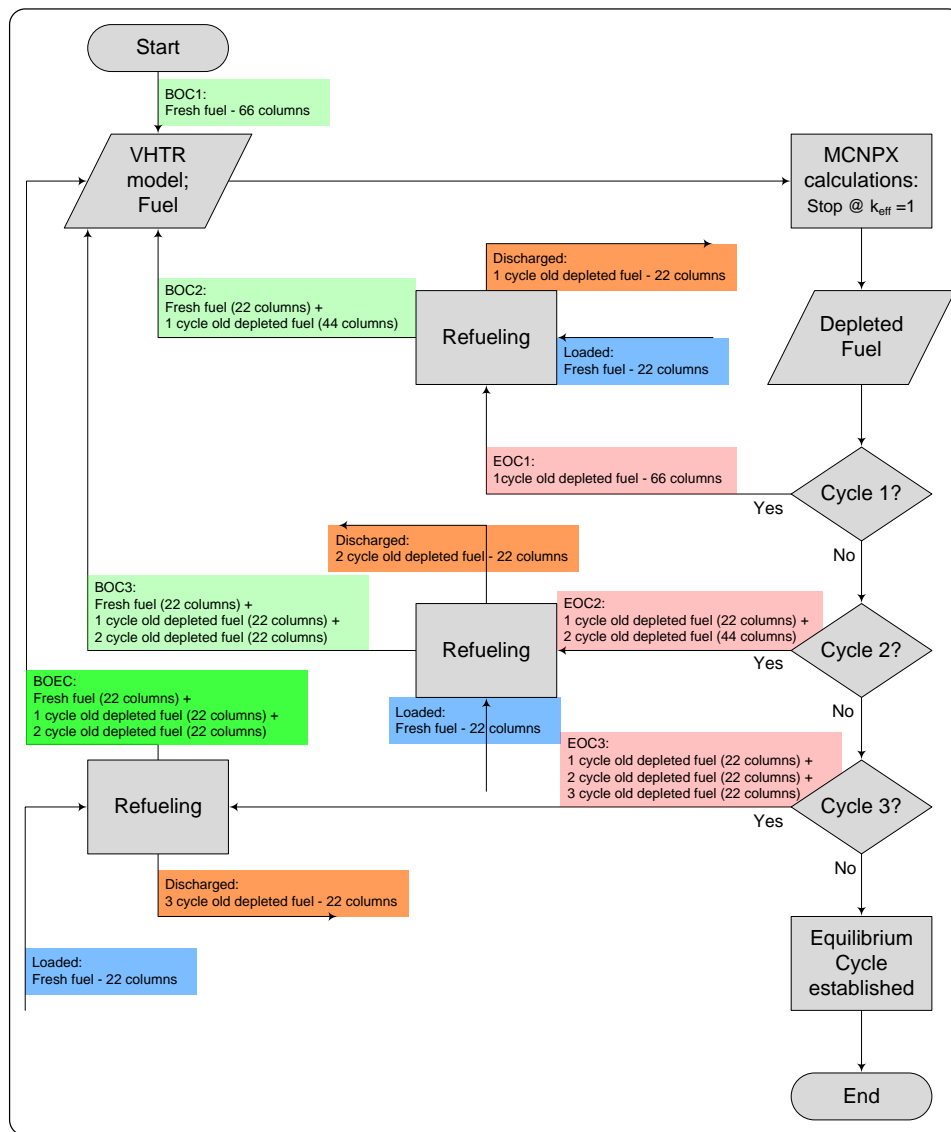 Start
BOC1:
Fresh fuel - 66 columns
VHTR
model;
Fuel
MCNPX
calculations:
Stop @ keff =1
Discharged:
1 cycle old depleted fuel - 22 columns
BOC2:
Fresh fuel (22 columns) +
1 cycle old depleted fuel (44 columns)
Refueling
Loaded:
Fresh fuel - 22 columns
Depleted
Fuel
EOC1:
1cycle old depleted fuel - 66 columns
Cycle 1?
Yes
No
Discharged:
2 cycle old depleted fuel - 22 columns
BOC3:
Fresh fuel (22 columns) +
1 cycle old depleted fuel (22 columns) +
2 cycle old depleted fuel (22 columns)
Refueling
EOC2:
1 cycle old depleted fuel (22 columns) +
2 cycle old depleted fuel (44 columns)
Cycle 2?
Yes
No
Loaded:
Fresh fuel - 22 columns
BOEC:
Fresh fuel (22 columns) +
1 cycle old depleted fuel (22 columns) +
2 cycle old depleted fuel (22 columns)
EOC3:
1 cycle old depleted fuel (22 columns) +
2 cycle old depleted fuel (22 columns) +
3 cycle old depleted fuel (22 columns)
Refueling
Cycle 3?
Yes
No
Discharged:
3 cycle old depleted fuel - 22 columns
Loaded:
Fresh fuel - 22 columns
Equilibrium
Cycle
established
End